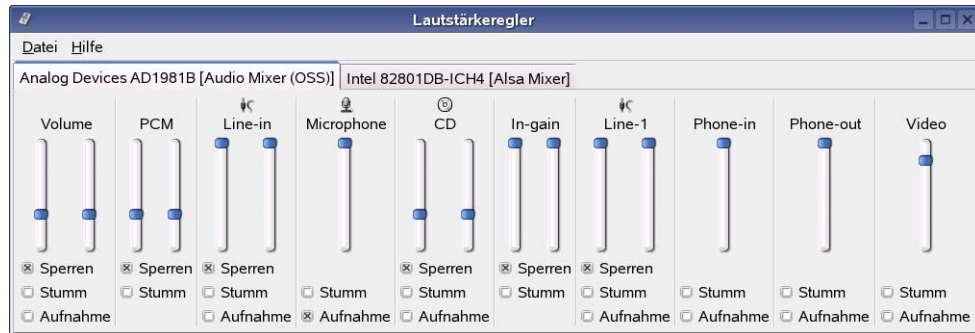 Lautstärkeregler
Datei Hilfe
Analog Devices AD1981B [Audio Mixer (OSS)] Intel 82801DB-ICH4 [Alsa Mixer]
Volume PCM Line-in Microphone CD In-gain Line-1 Phone-in Phone-out Video
Sperren Sperren Sperren Sperren Sperren Sperren
Stumm Stumm Stumm Stumm Stumm Stumm Stumm Stumm Stumm Stumm
Aufnahme Aufnahme Aufnahme Aufnahme Aufnahme Aufnahme Aufnahme Aufnahme